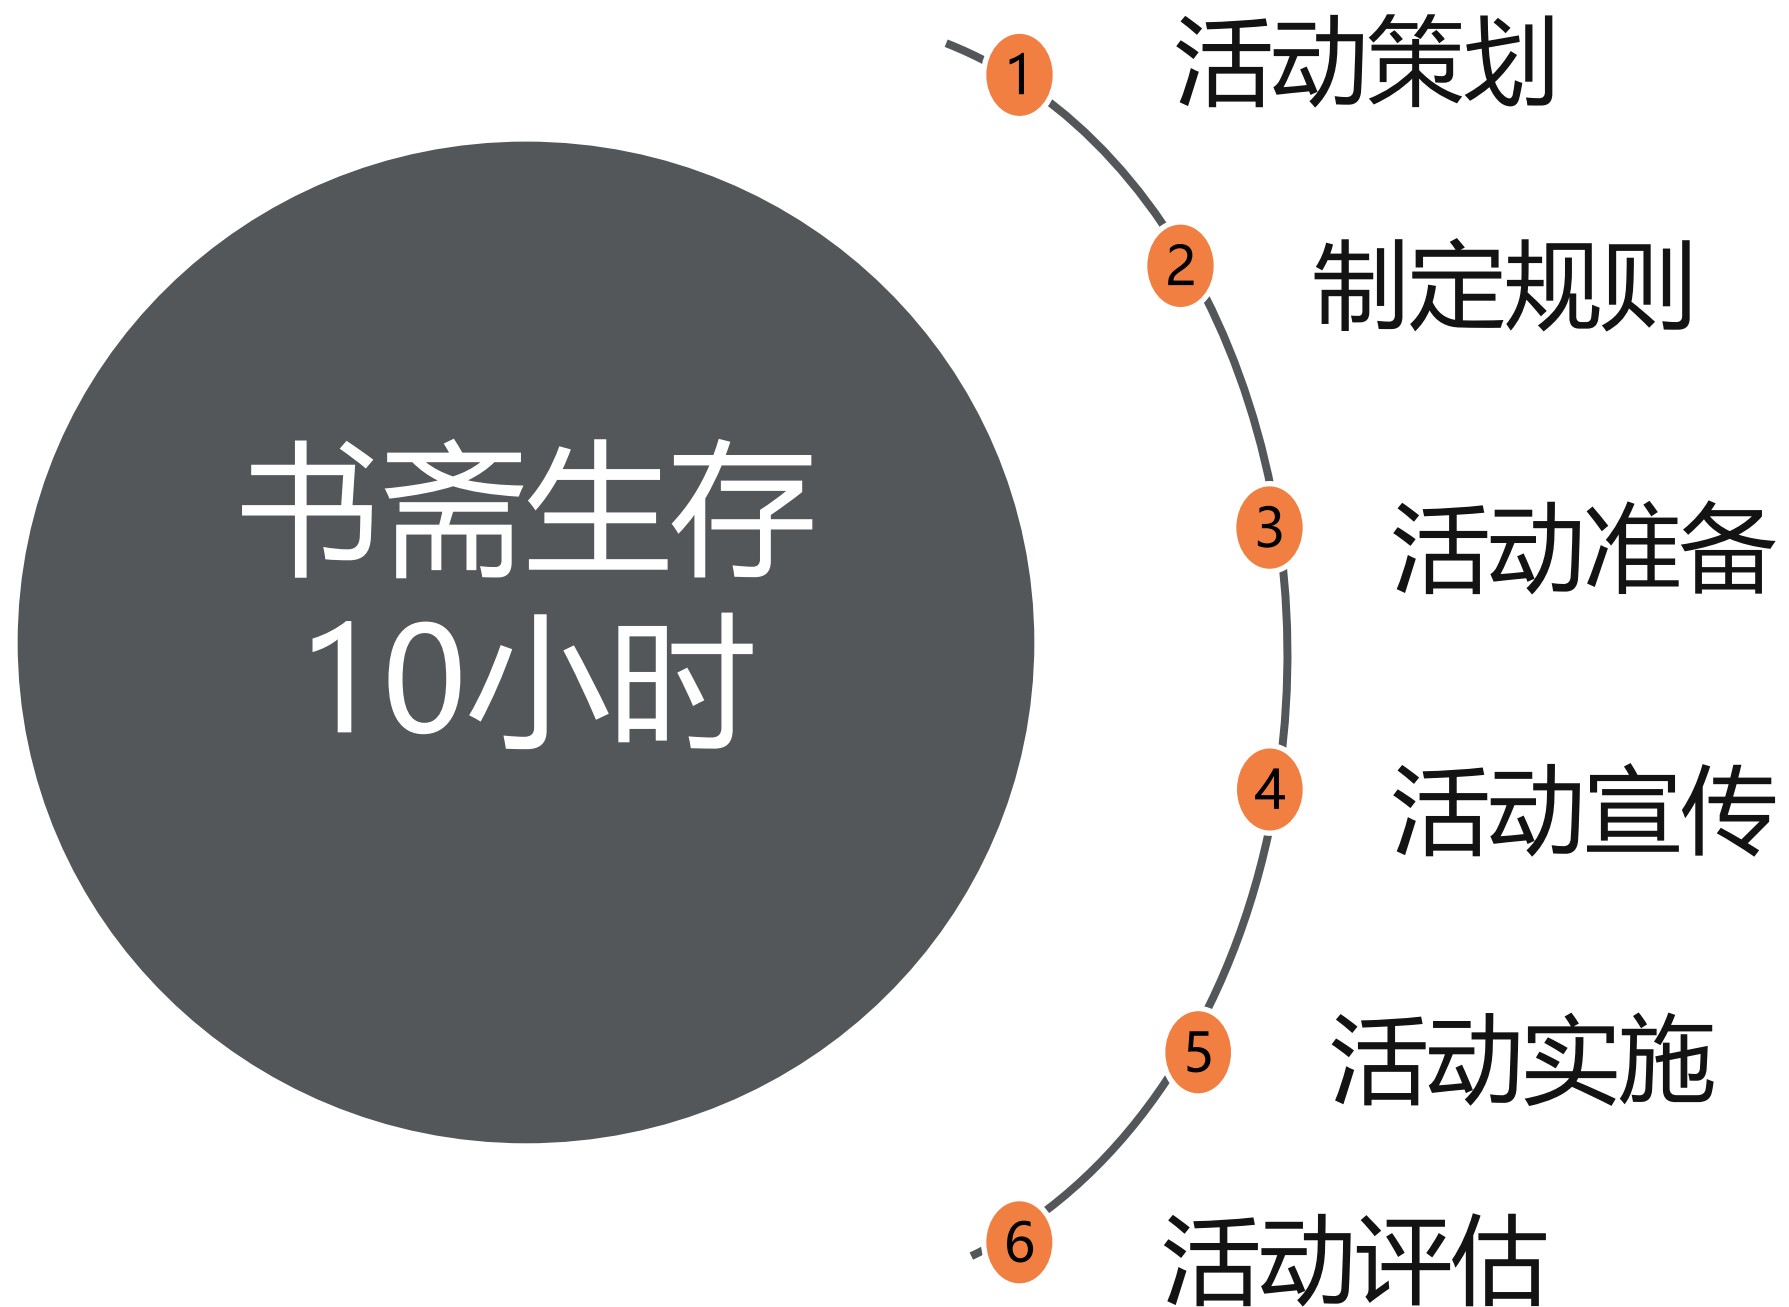 书斋生存
10小时
1 活动策划
2 制定规则
3 活动准备
4 活动宣传
5 活动实施
6 活动评估